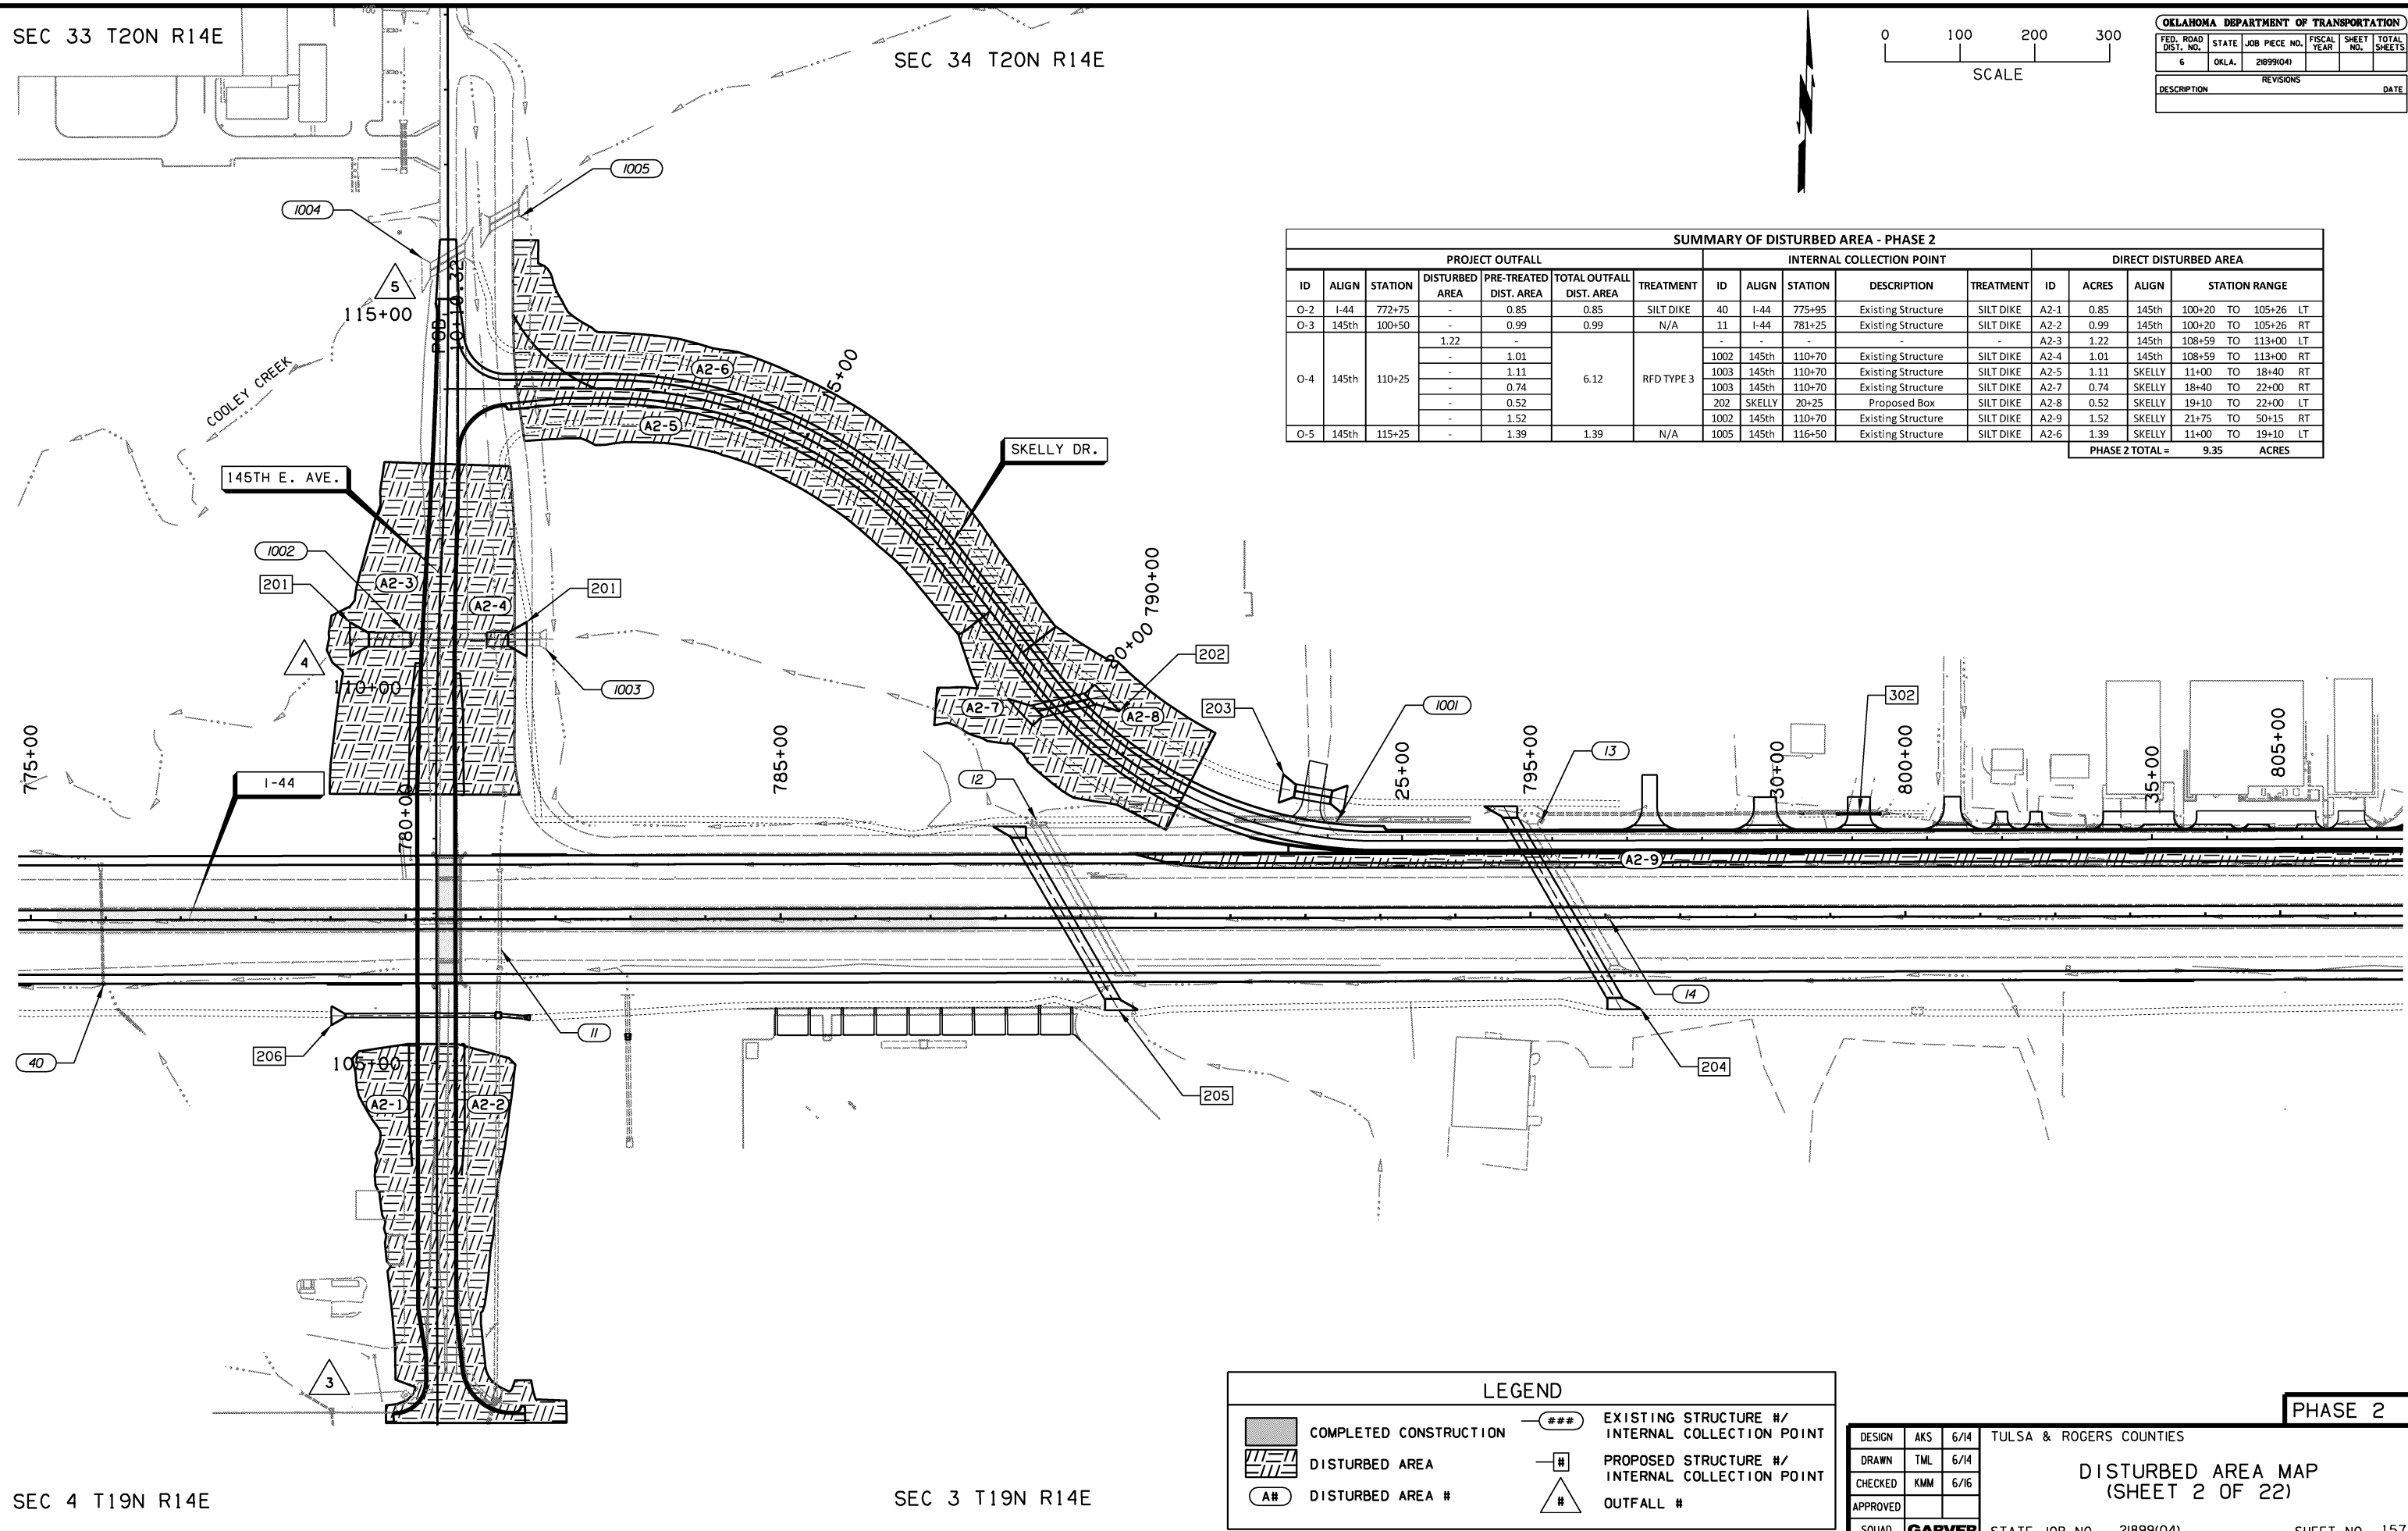 SEC 33 T20N R14E
SEC 34 T20N R14E
0 100 200 300
SCALE
OKLAHOMA DEPARTMENT OF TRANSPORTATION
FED. ROAD DIST. NO. STATE JOB PIECE NO. FISCAL YEAR SHEET NO. TOTAL SHEETS
6 OKLA. 21899(04)
REVISIONS
DESCRIPTION DATE
SUMMARY OF DISTURBED AREA - PHASE 2
PROJECT OUTFALL INTERNAL COLLECTION POINT DIRECT DISTURBED AREA
ID ALIGN STATION DISTURBED AREA PRE-TREATED DIST. AREA TOTAL OUTFALL DIST. AREA TREATMENT ID ALIGN STATION DESCRIPTION TREATMENT ID ACRES ALIGN STATION RANGE
O-2 I-44 772+75 - 0.85 0.85 SILT DIKE 40 I-44 775+95 Existing Structure SILT DIKE A2-1 0.85 145th 100+20 TO 105+26 LT
O-3 145th 100+50 - 0.99 0.99 N/A 11 I-44 781+25 Existing Structure SILT DIKE A2-2 0.99 145th 100+20 TO 105+26 RT
1.22 - - - - - - A2-3 1.22 145th 108+59 TO 113+00 LT
- 1.01 1002 145th 110+70 Existing Structure SILT DIKE A2-4 1.01 145th 108+59 TO 113+00 RT
- 1.11 1003 145th 110+70 Existing Structure SILT DIKE A2-5 1.11 SKELLY 11+00 TO 18+40 RT
O-4 145th 110+25 - 0.74 6.12 RFD TYPE 3 1003 145th 110+70 Existing Structure SILT DIKE A2-7 0.74 SKELLY 18+40 TO 22+00 RT
- 0.52 202 SKELLY 20+25 Proposed Box SILT DIKE A2-8 0.52 SKELLY 19+10 TO 22+00 LT
- 1.52 1002 145th 110+70 Existing Structure SILT DIKE A2-9 1.52 SKELLY 21+75 TO 50+15 RT
O-5 145th 115+25 - 1.39 1.39 N/A 1005 145th 116+50 Existing Structure SILT DIKE A2-6 1.39 SKELLY 11+00 TO 19+10 LT
PHASE 2 TOTAL = 9.35 ACRES
1005
1004
5
115+00
POB
10+10.32
COOLEY CREEK
A2-6
15+00
A2-5
SKELLY DR.
145TH E. AVE.
1002
201
A2-3
A2-4
201
4
110+00
1003
790+00
20+00
202
A2-7
A2-8
203
1001
302
775+00
I-44
780+00
785+00
12
25+00
795+00
13
30+00
800+00
35+00
805+00
A2-9
40
206
11
14
105+00
A2-1
A2-2
205
204
3
LEGEND
COMPLETED CONSTRUCTION
DISTURBED AREA
A# DISTURBED AREA #
### EXISTING STRUCTURE #/
INTERNAL COLLECTION POINT
# PROPOSED STRUCTURE #/
INTERNAL COLLECTION POINT
# OUTFALL #
PHASE 2
DESIGN AKS 6/14
DRAWN TML 6/14
CHECKED KMM 6/16
APPROVED
SQUAD GARVER
TULSA & ROGERS COUNTIES
DISTURBED AREA MAP
(SHEET 2 OF 22)
STATE JOB NO. 21899(04) SHEET NO. 157
SEC 4 T19N R14E
SEC 3 T19N R14E